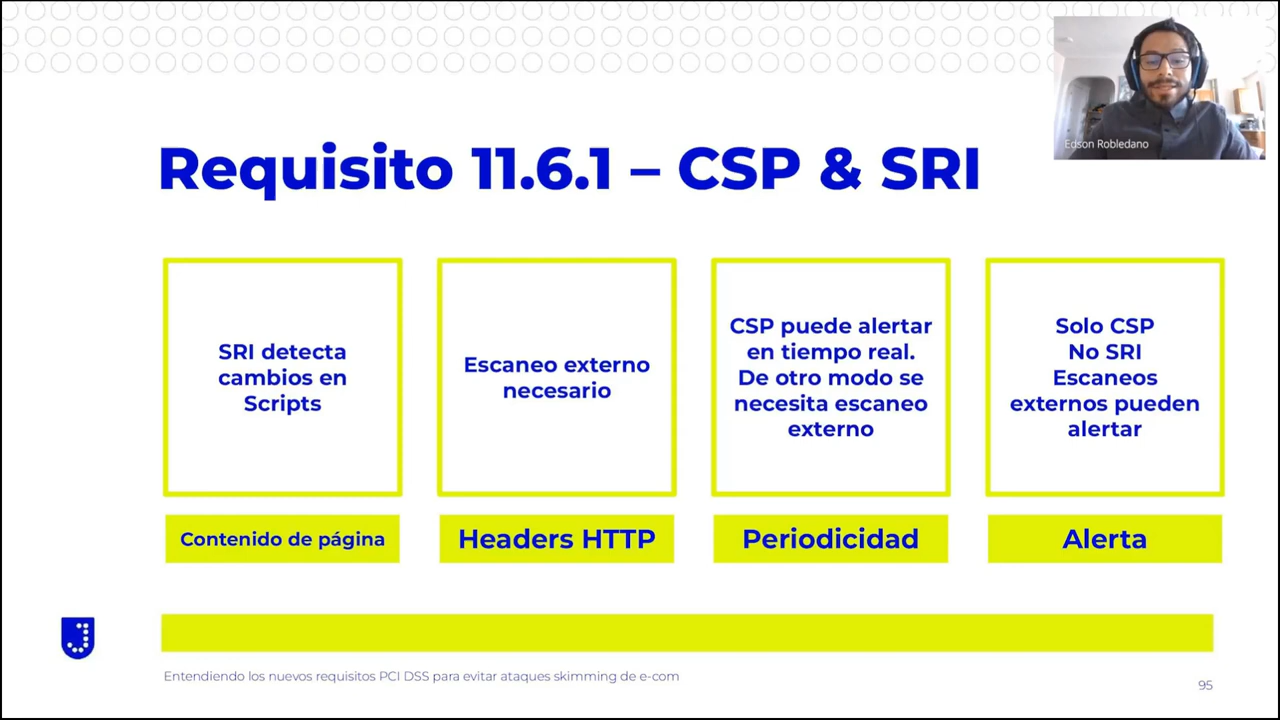 Edson Robledano
Requisito 11.6.1 – CSP & SRI
SRI detecta
cambios en
Scripts
Contenido de página
Escaneo externo
necesario
Headers HTTP
CSP puede alertar
en tiempo real.
De otro modo se
necesita escaneo
externo
Periodicidad
Solo CSP
No SRI
Escaneos
externos pueden
alertar
Alerta
Entendiendo los nuevos requisitos PCI DSS para evitar ataques skimming de e-com
95